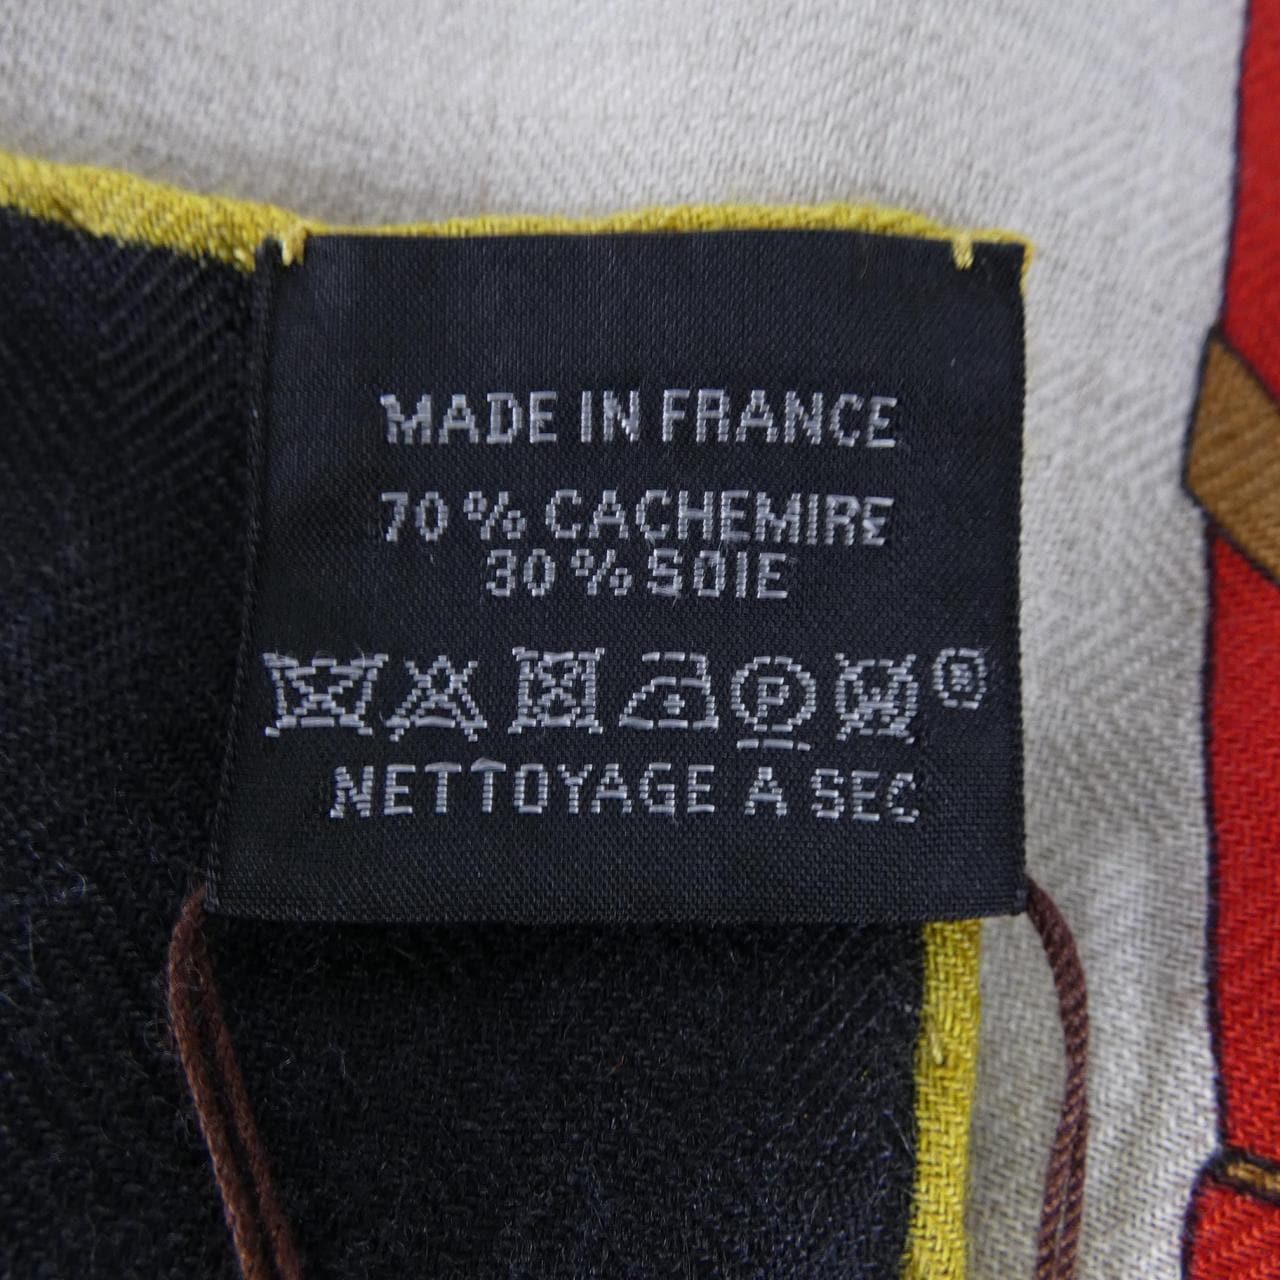 MADE IN FRANCE
70% CACHEMIRE
30% SOIE
P W ®
NETTOYAGE A SEC